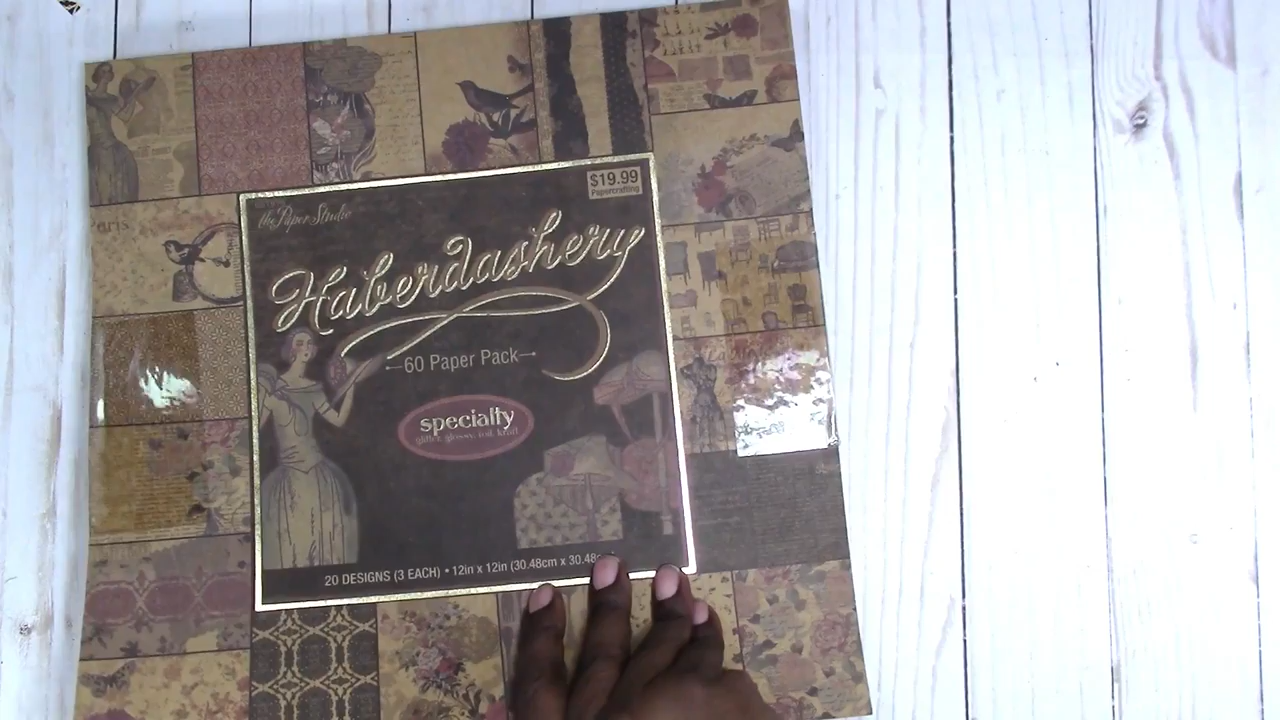 the Paper Studio
$19.99
Papercrafting
Haberdashery
60 Paper Pack
specialty
glitter, glossy, foil, kraft
20 DESIGNS (3 EACH) • 12in x 12in (30.48cm x 30.48c
Paris